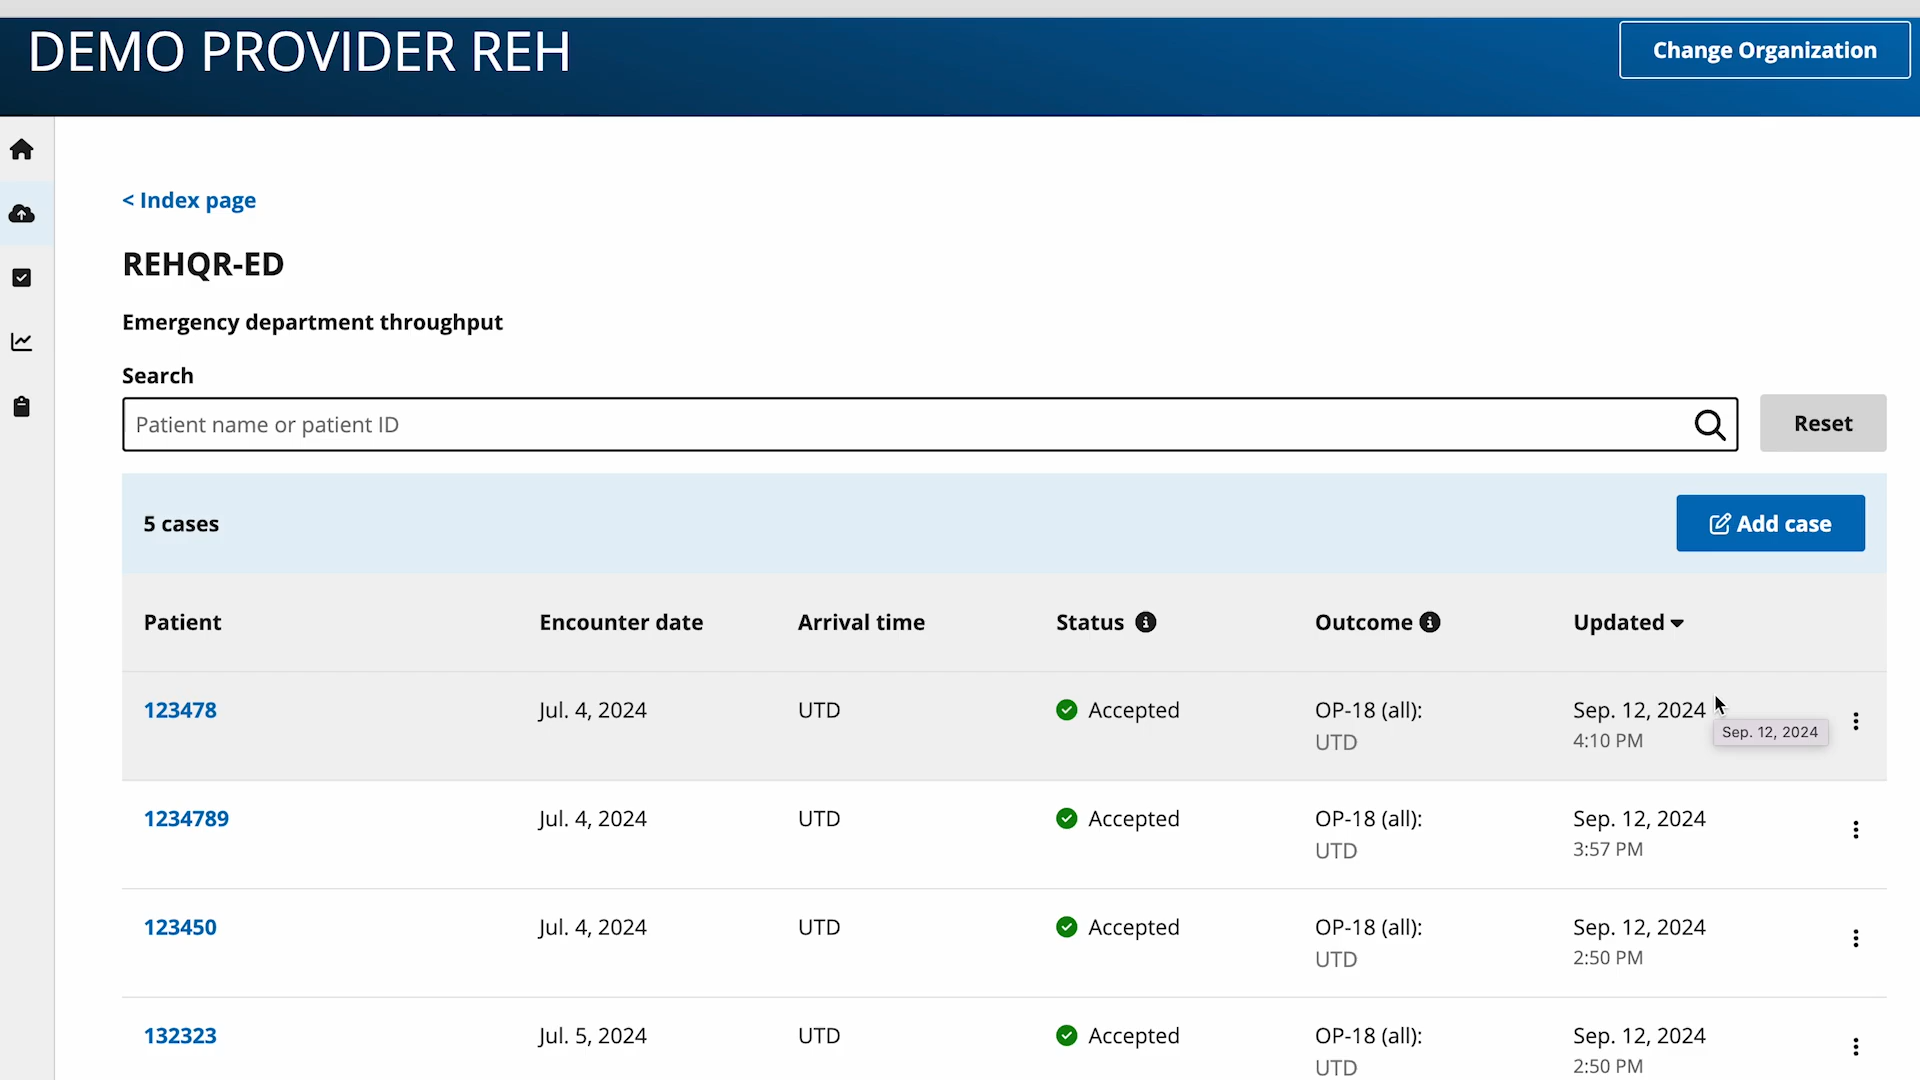 DEMO PROVIDER REH
Change Organization
< Index page
REHQR-ED
Emergency department throughput
Search
Patient name or patient ID
Reset
5 cases
Add case
Patient Encounter date Arrival time Status Outcome Updated
123478 Jul. 4, 2024 UTD Accepted OP-18 (all): Sep. 12, 2024
UTD 4:10 PM
Sep. 12, 2024
1234789 Jul. 4, 2024 UTD Accepted OP-18 (all): Sep. 12, 2024
UTD 3:57 PM
123450 Jul. 4, 2024 UTD Accepted OP-18 (all): Sep. 12, 2024
UTD 2:50 PM
132323 Jul. 5, 2024 UTD Accepted OP-18 (all): Sep. 12, 2024
UTD 2:50 PM